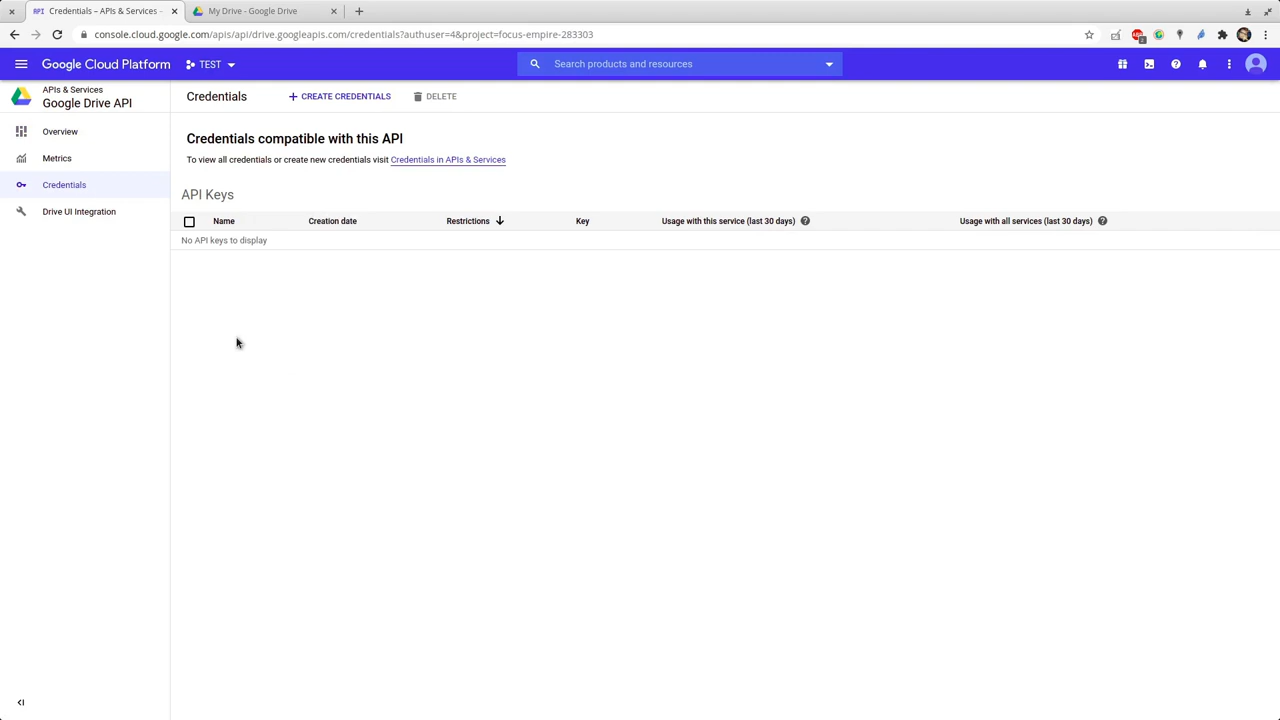 Credentials – APIs & Services –
My Drive - Google Drive
console.cloud.google.com/apis/api/drive.googleapis.com/credentials?authuser=4&project=focus-empire-283303
Google Cloud Platform
TEST
Search products and resources
APIs & Services
Google Drive API
Overview
Metrics
Credentials
Drive UI Integration
Credentials
CREATE CREDENTIALS
DELETE
Credentials compatible with this API
To view all credentials or create new credentials visit Credentials in APIs & Services
API Keys
Name Creation date Restrictions Key Usage with this service (last 30 days) Usage with all services (last 30 days)
No API keys to display